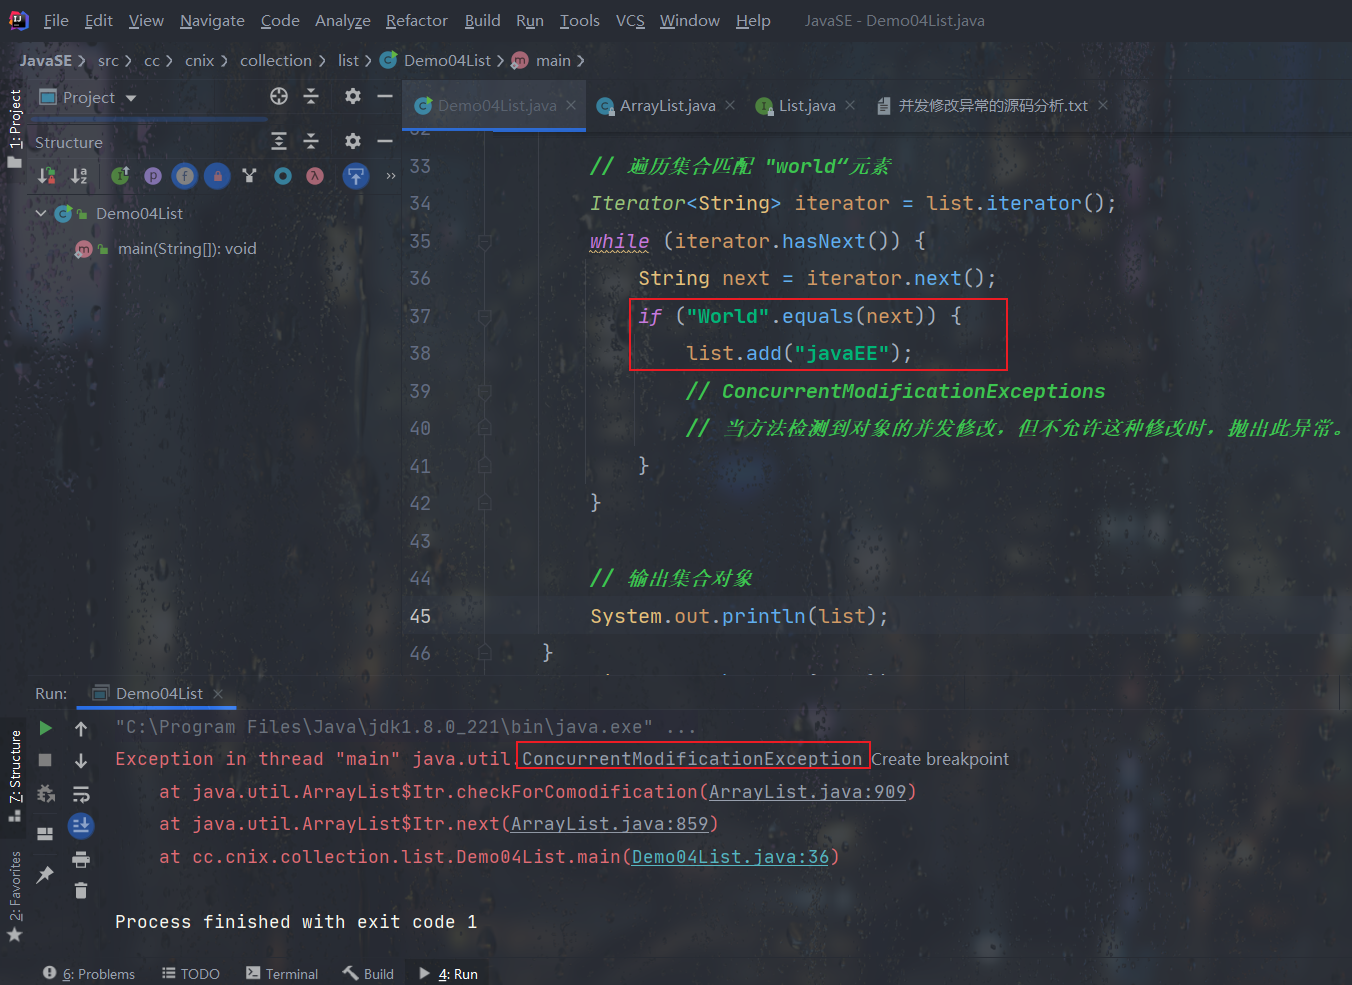 File Edit View Navigate Code Analyze Refactor Build Run Tools VCS Window Help JavaSE - Demo04List.java
JavaSE src cc cnix collection list Demo04List main
1: Project
Project
Demo04List.java ArrayList.java List.java 并发修改异常的源码分析.txt
Structure
Demo04List
main(String[]): void
33 // 遍历集合匹配 "world“元素
34 Iterator<String> iterator = list.iterator();
35 while (iterator.hasNext()) {
36 String next = iterator.next();
37 if ("World".equals(next)) {
38 list.add("javaEE");
39 // ConcurrentModificationExceptions
40 // 当方法检测到对象的并发修改，但不允许这种修改时，抛出此异常。
41 }
42 }
43
44 // 输出集合对象
45 System.out.println(list);
46 }
Run: Demo04List
"C:\Program Files\Java\jdk1.8.0_221\bin\java.exe" ...
Exception in thread "main" java.util.ConcurrentModificationException Create breakpoint
at java.util.ArrayList$Itr.checkForComodification(ArrayList.java:909)
at java.util.ArrayList$Itr.next(ArrayList.java:859)
at cc.cnix.collection.list.Demo04List.main(Demo04List.java:36)
Process finished with exit code 1
7: Structure
2: Favorites
6: Problems TODO Terminal Build 4: Run